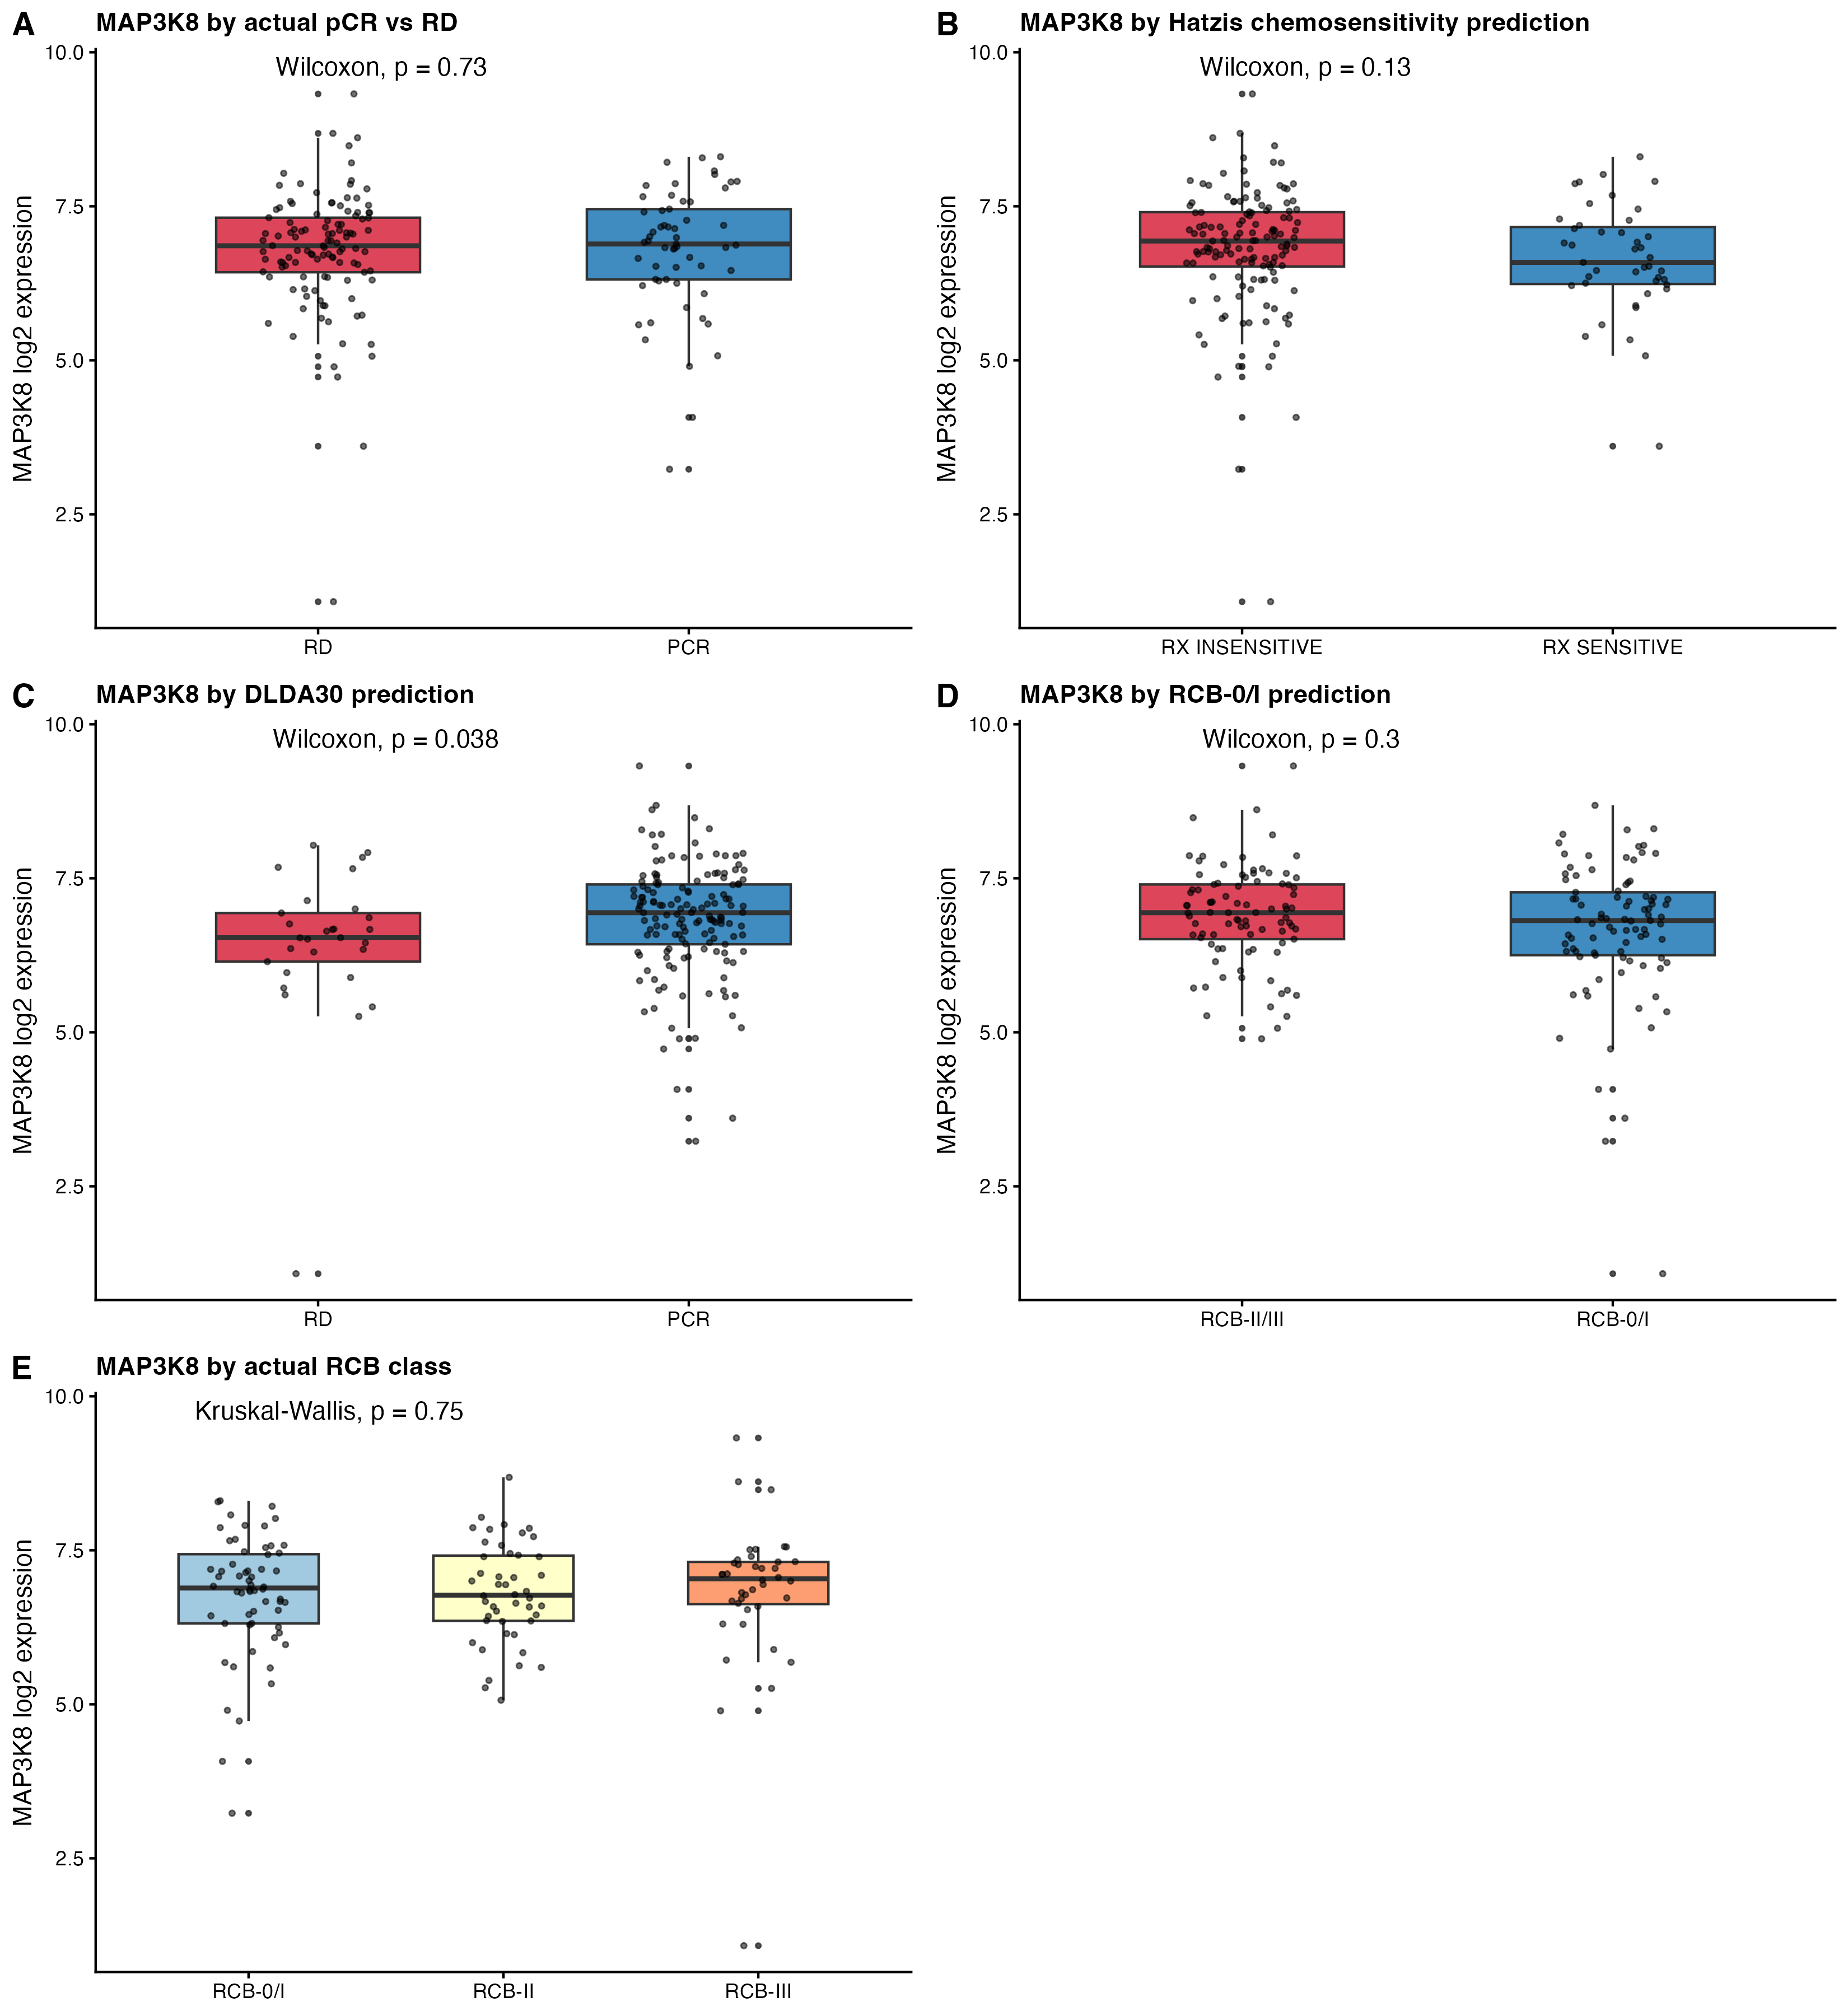 A MAP3K8 by actual pCR vs RD
Wilcoxon, p = 0.73
MAP3K8 log2 expression
10.0
7.5
5.0
2.5
RD PCR
B MAP3K8 by Hatzis chemosensitivity prediction
Wilcoxon, p = 0.13
MAP3K8 log2 expression
10.0
7.5
5.0
2.5
RX INSENSITIVE RX SENSITIVE
C MAP3K8 by DLDA30 prediction
Wilcoxon, p = 0.038
MAP3K8 log2 expression
10.0
7.5
5.0
2.5
RD PCR
D MAP3K8 by RCB-0/I prediction
Wilcoxon, p = 0.3
MAP3K8 log2 expression
10.0
7.5
5.0
2.5
RCB-II/III RCB-0/I
E MAP3K8 by actual RCB class
Kruskal-Wallis, p = 0.75
MAP3K8 log2 expression
10.0
7.5
5.0
2.5
RCB-0/I RCB-II RCB-III